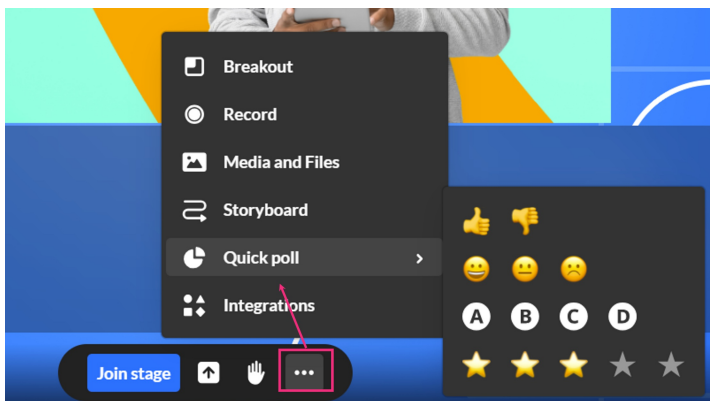 Breakout
Record
Media and Files
Storyboard
Quick poll
Integrations
A B C D
Join stage